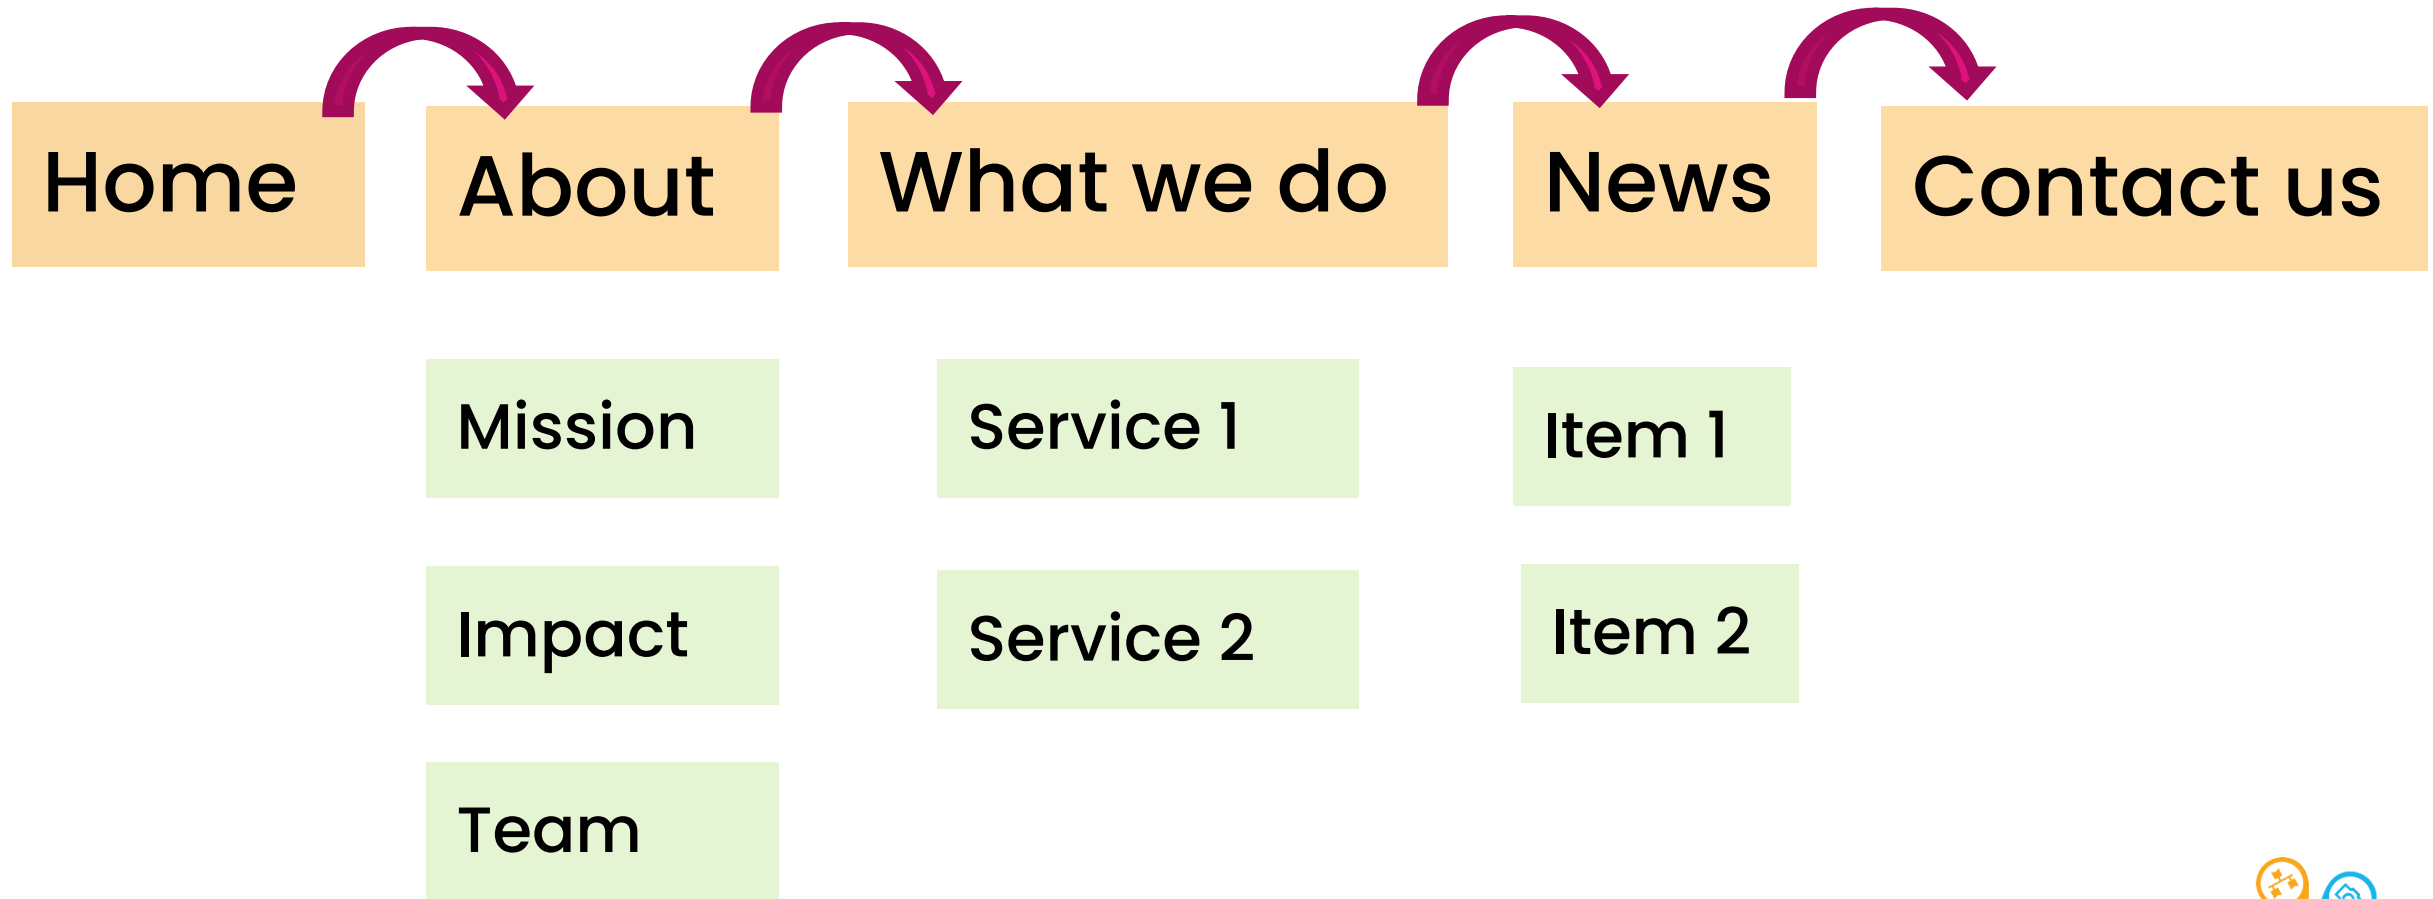 Home
About
What we do
News
Contact us
Mission
Service 1
Item 1
Impact
Service 2
Item 2
Team